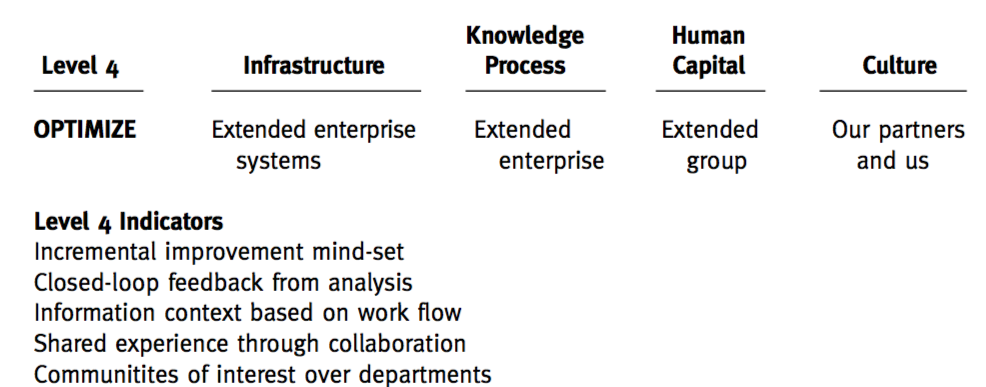 Level 4 Infrastructure Knowledge Process Human Capital Culture
OPTIMIZE Extended enterprise systems Extended enterprise Extended group Our partners and us
Level 4 Indicators
Incremental improvement mind-set
Closed-loop feedback from analysis
Information context based on work flow
Shared experience through collaboration
Communitites of interest over departments